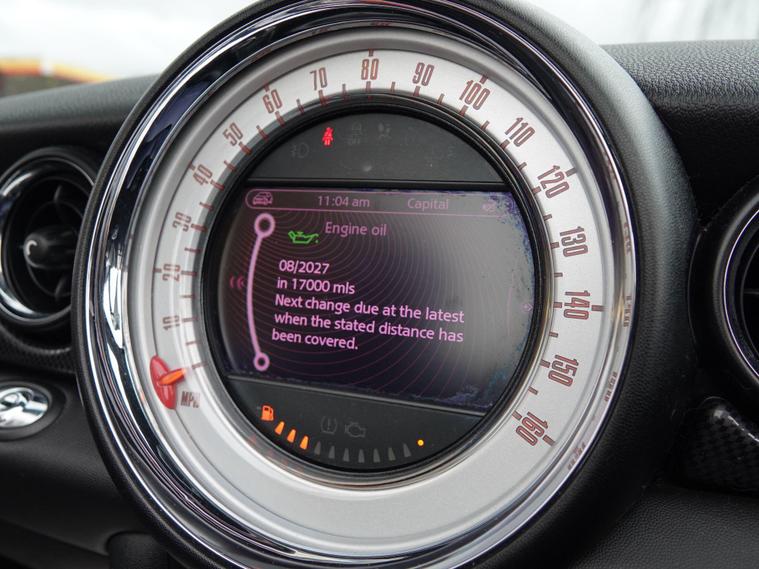 10
20
30
40
50
60
70
80
90
100
110
120
130
140
150
160
MPH
OFF
11:04 am
Capital
Engine oil
08/2027
in 17000 mls
Next change due at the latest
when the stated distance has
been covered.